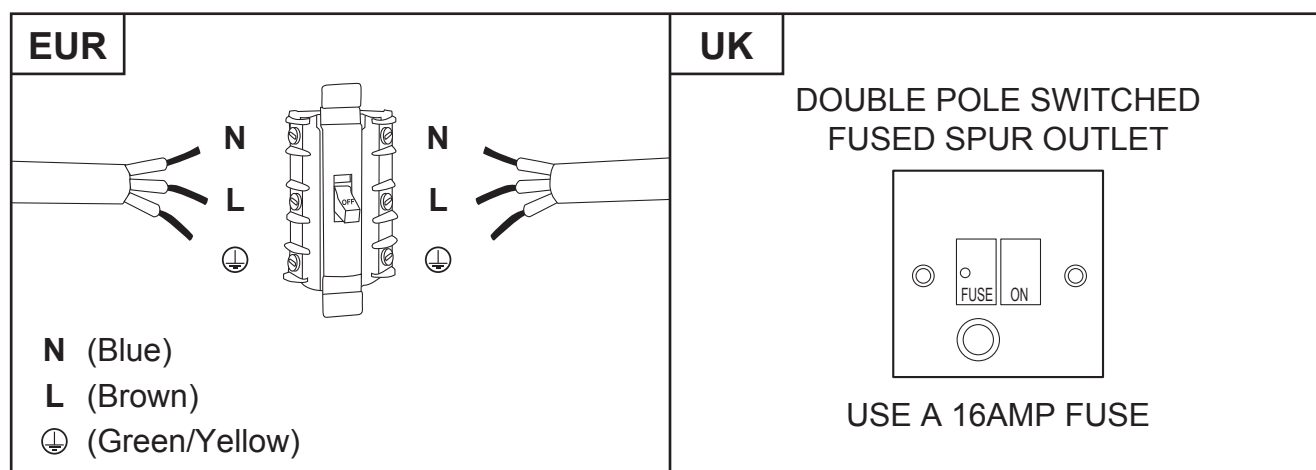 EUR
N
L
OFF
N
L
N (Blue)
L (Brown)
(Green/Yellow)
UK
DOUBLE POLE SWITCHED
FUSED SPUR OUTLET
FUSE ON
USE A 16AMP FUSE